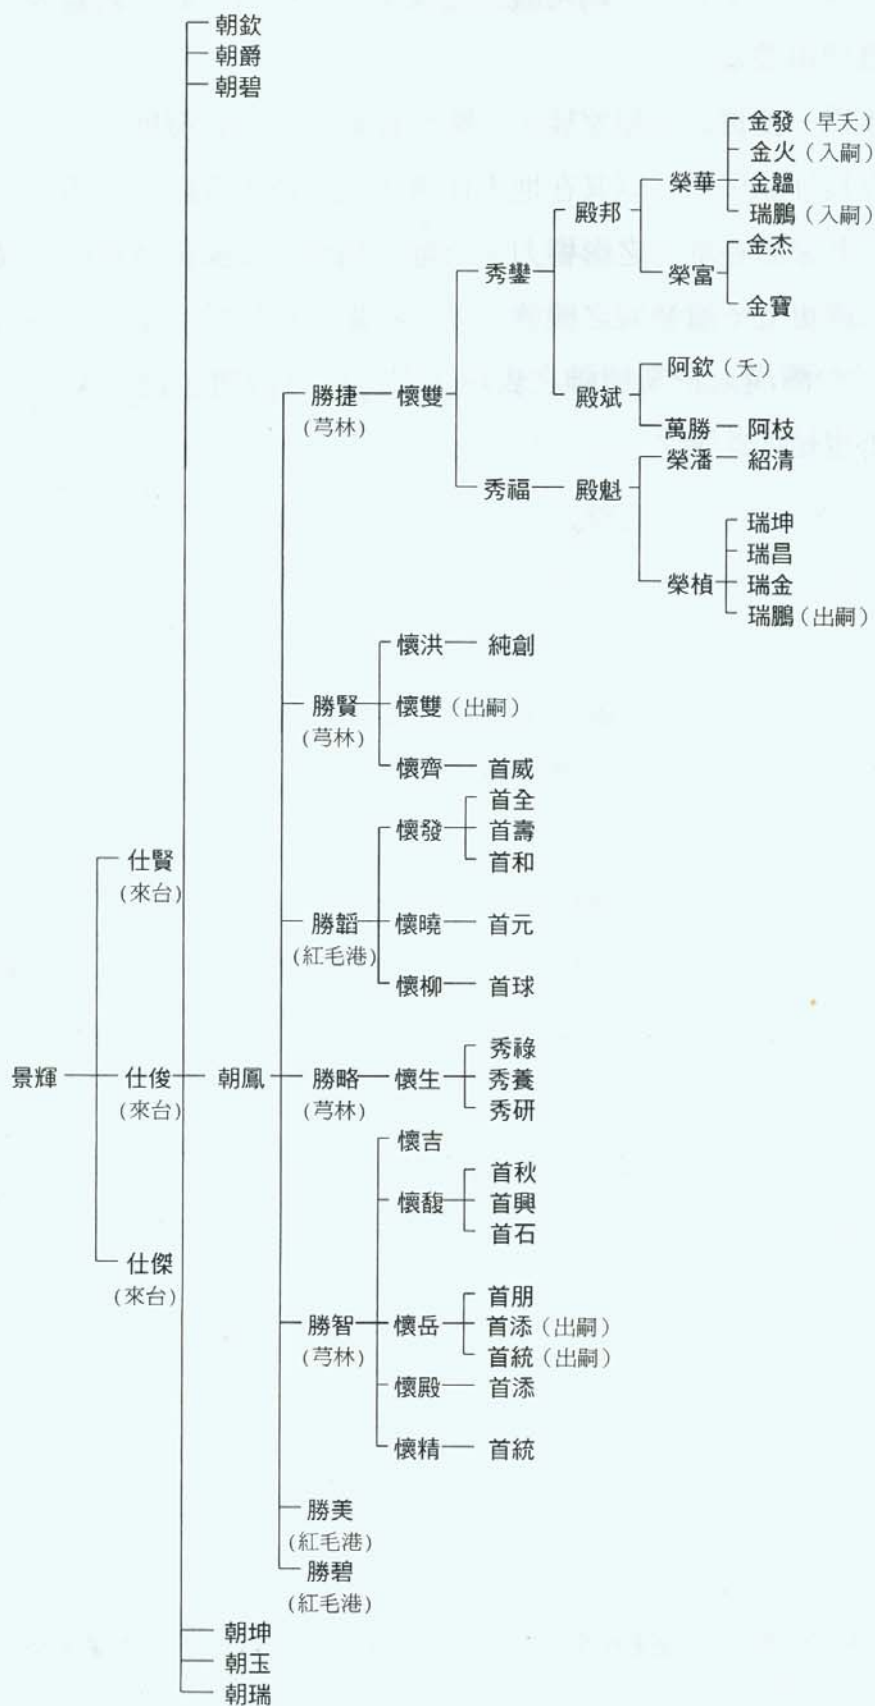 朝欽
朝爵
朝碧
金發（早夭）
金火（入嗣）
榮華
金韞
殿邦
瑞鵬（入嗣）
金杰
秀鑾
榮富
金寶
阿欽（夭）
勝捷
懷雙
殿斌
(芎林)
萬勝
阿枝
榮潘
紹清
秀福
殿魁
瑞坤
瑞昌
榮楨
瑞金
瑞鵬（出嗣）
懷洪
純創
勝賢
懷雙（出嗣）
(芎林)
懷齊
首威
首全
懷發
首壽
首和
仕賢
(來台)
勝韜
懷曉
首元
(紅毛港)
懷柳
首球
秀祿
景輝
仕俊
朝鳳
勝略
懷生
秀養
(來台)
(芎林)
秀研
懷吉
首秋
懷馥
首興
首石
仕傑
(來台)
首朋
勝智
懷岳
首添（出嗣）
(芎林)
首統（出嗣）
懷殿
首添
懷精
首統
勝美
(紅毛港)
勝碧
(紅毛港)
朝坤
朝玉
朝瑞